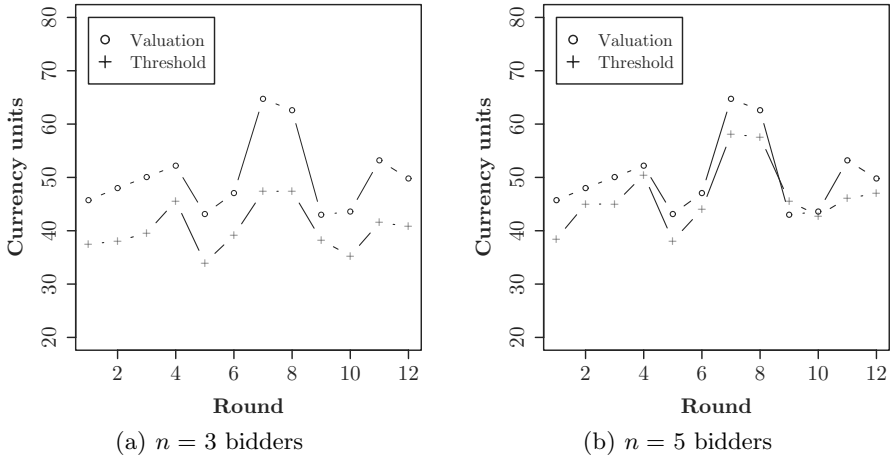 Currency units
20 30 40 50 60 70 80
Valuation
Threshold
2 4 6 8 10 12
Round
(a) n = 3 bidders
Currency units
20 30 40 50 60 70 80
Valuation
Threshold
2 4 6 8 10 12
Round
(b) n = 5 bidders